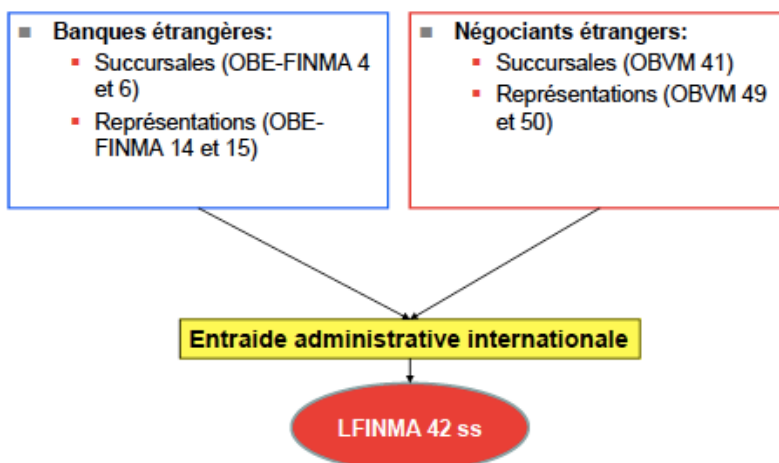 Banques étrangères:
Succursales (OBE-FINMA 4
et 6)
Représentations (OBE-
FINMA 14 et 15)
Négociants étrangers:
Succursales (OBVM 41)
Représentations (OBVM 49
et 50)
Entraide administrative internationale
LFINMA 42 ss